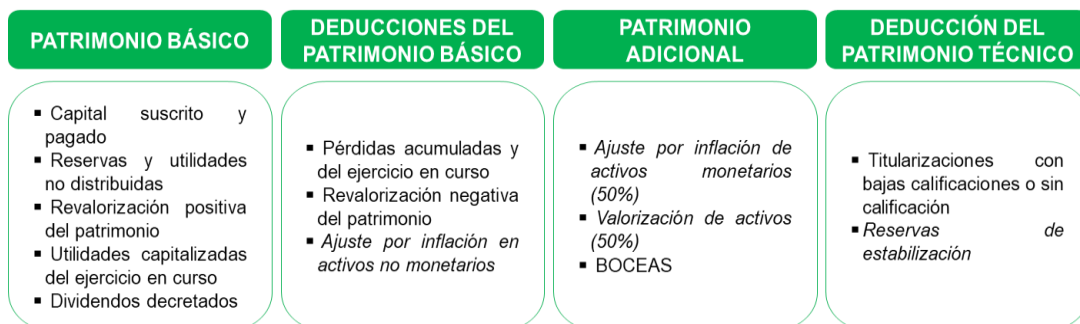 PATRIMONIO BÁSICO
▪ Capital suscrito y
pagado
▪ Reservas y utilidades
no distribuidas
▪ Revalorización positiva
del patrimonio
▪ Utilidades capitalizadas
del ejercicio en curso
▪ Dividendos decretados
DEDUCCIONES DEL
PATRIMONIO BÁSICO
▪ Pérdidas acumuladas y
del ejercicio en curso
▪ Revalorización negativa
del patrimonio
▪ Ajuste por inflación en
activos no monetarios
PATRIMONIO
ADICIONAL
▪ Ajuste por inflación de
activos monetarios
(50%)
▪ Valorización de activos
(50%)
▪ BOCEAS
DEDUCCIÓN DEL
PATRIMONIO TÉCNICO
▪ Titularizaciones con
bajas calificaciones o sin
calificación
▪ Reservas de
estabilización